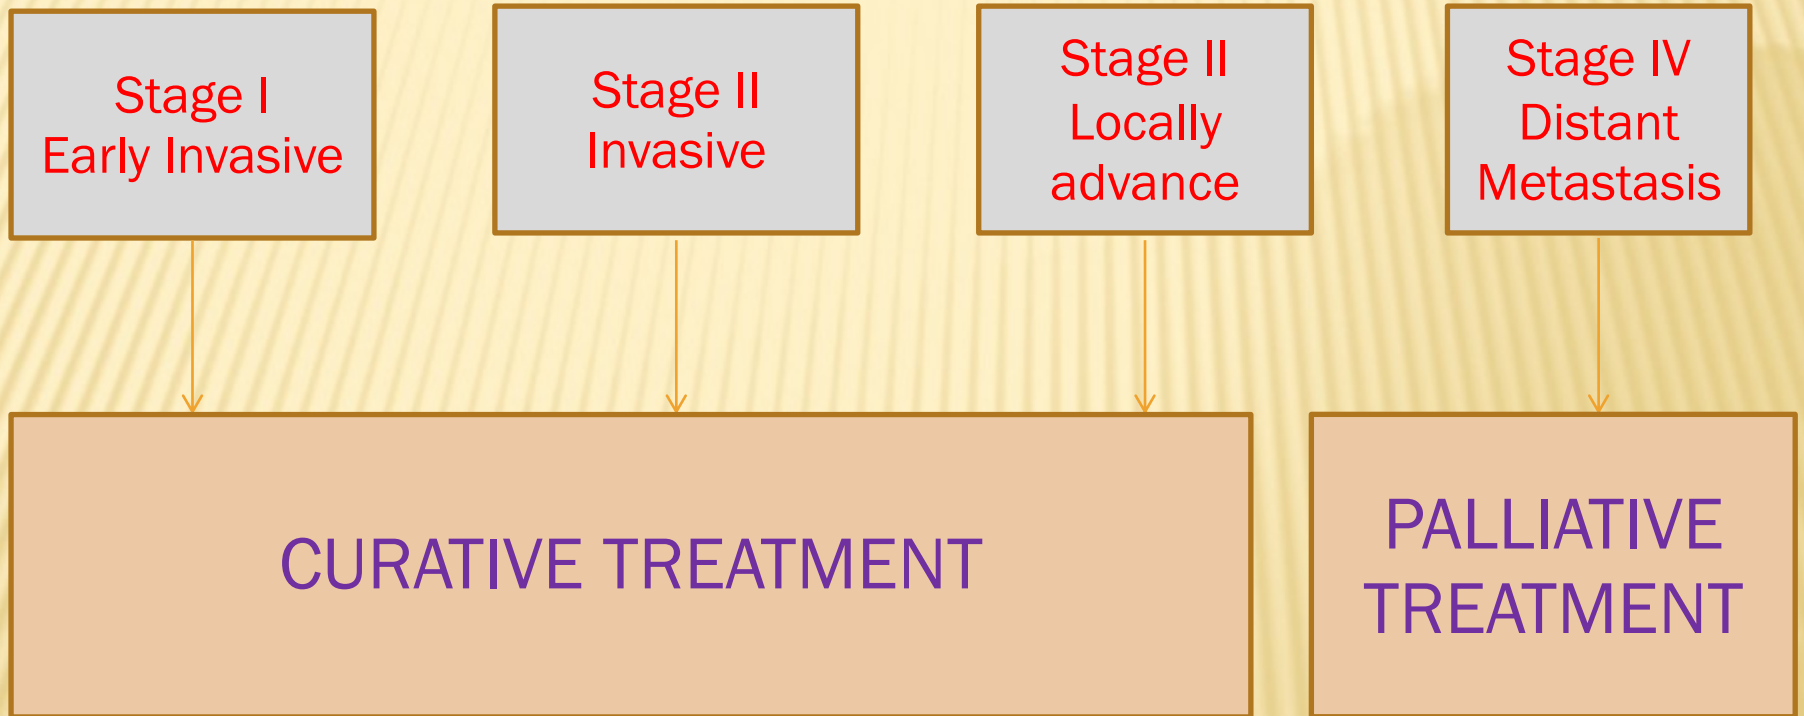 Stage I
Early Invasive
Stage II
Invasive
Stage II
Locally
advance
Stage IV
Distant
Metastasis
CURATIVE TREATMENT
PALLIATIVE
TREATMENT